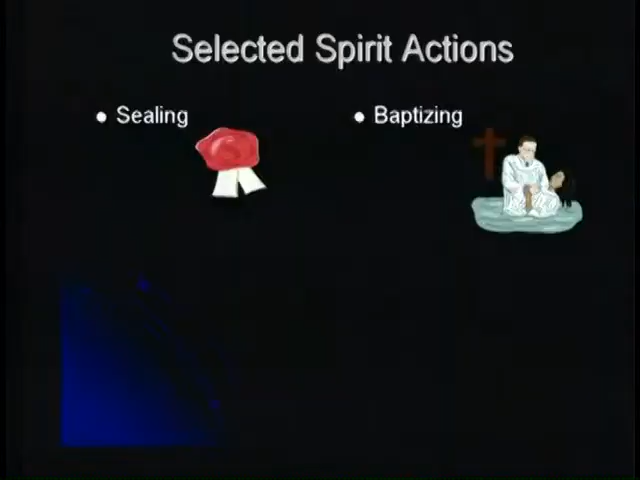 Selected Spirit Actions
• Sealing
• Baptizing